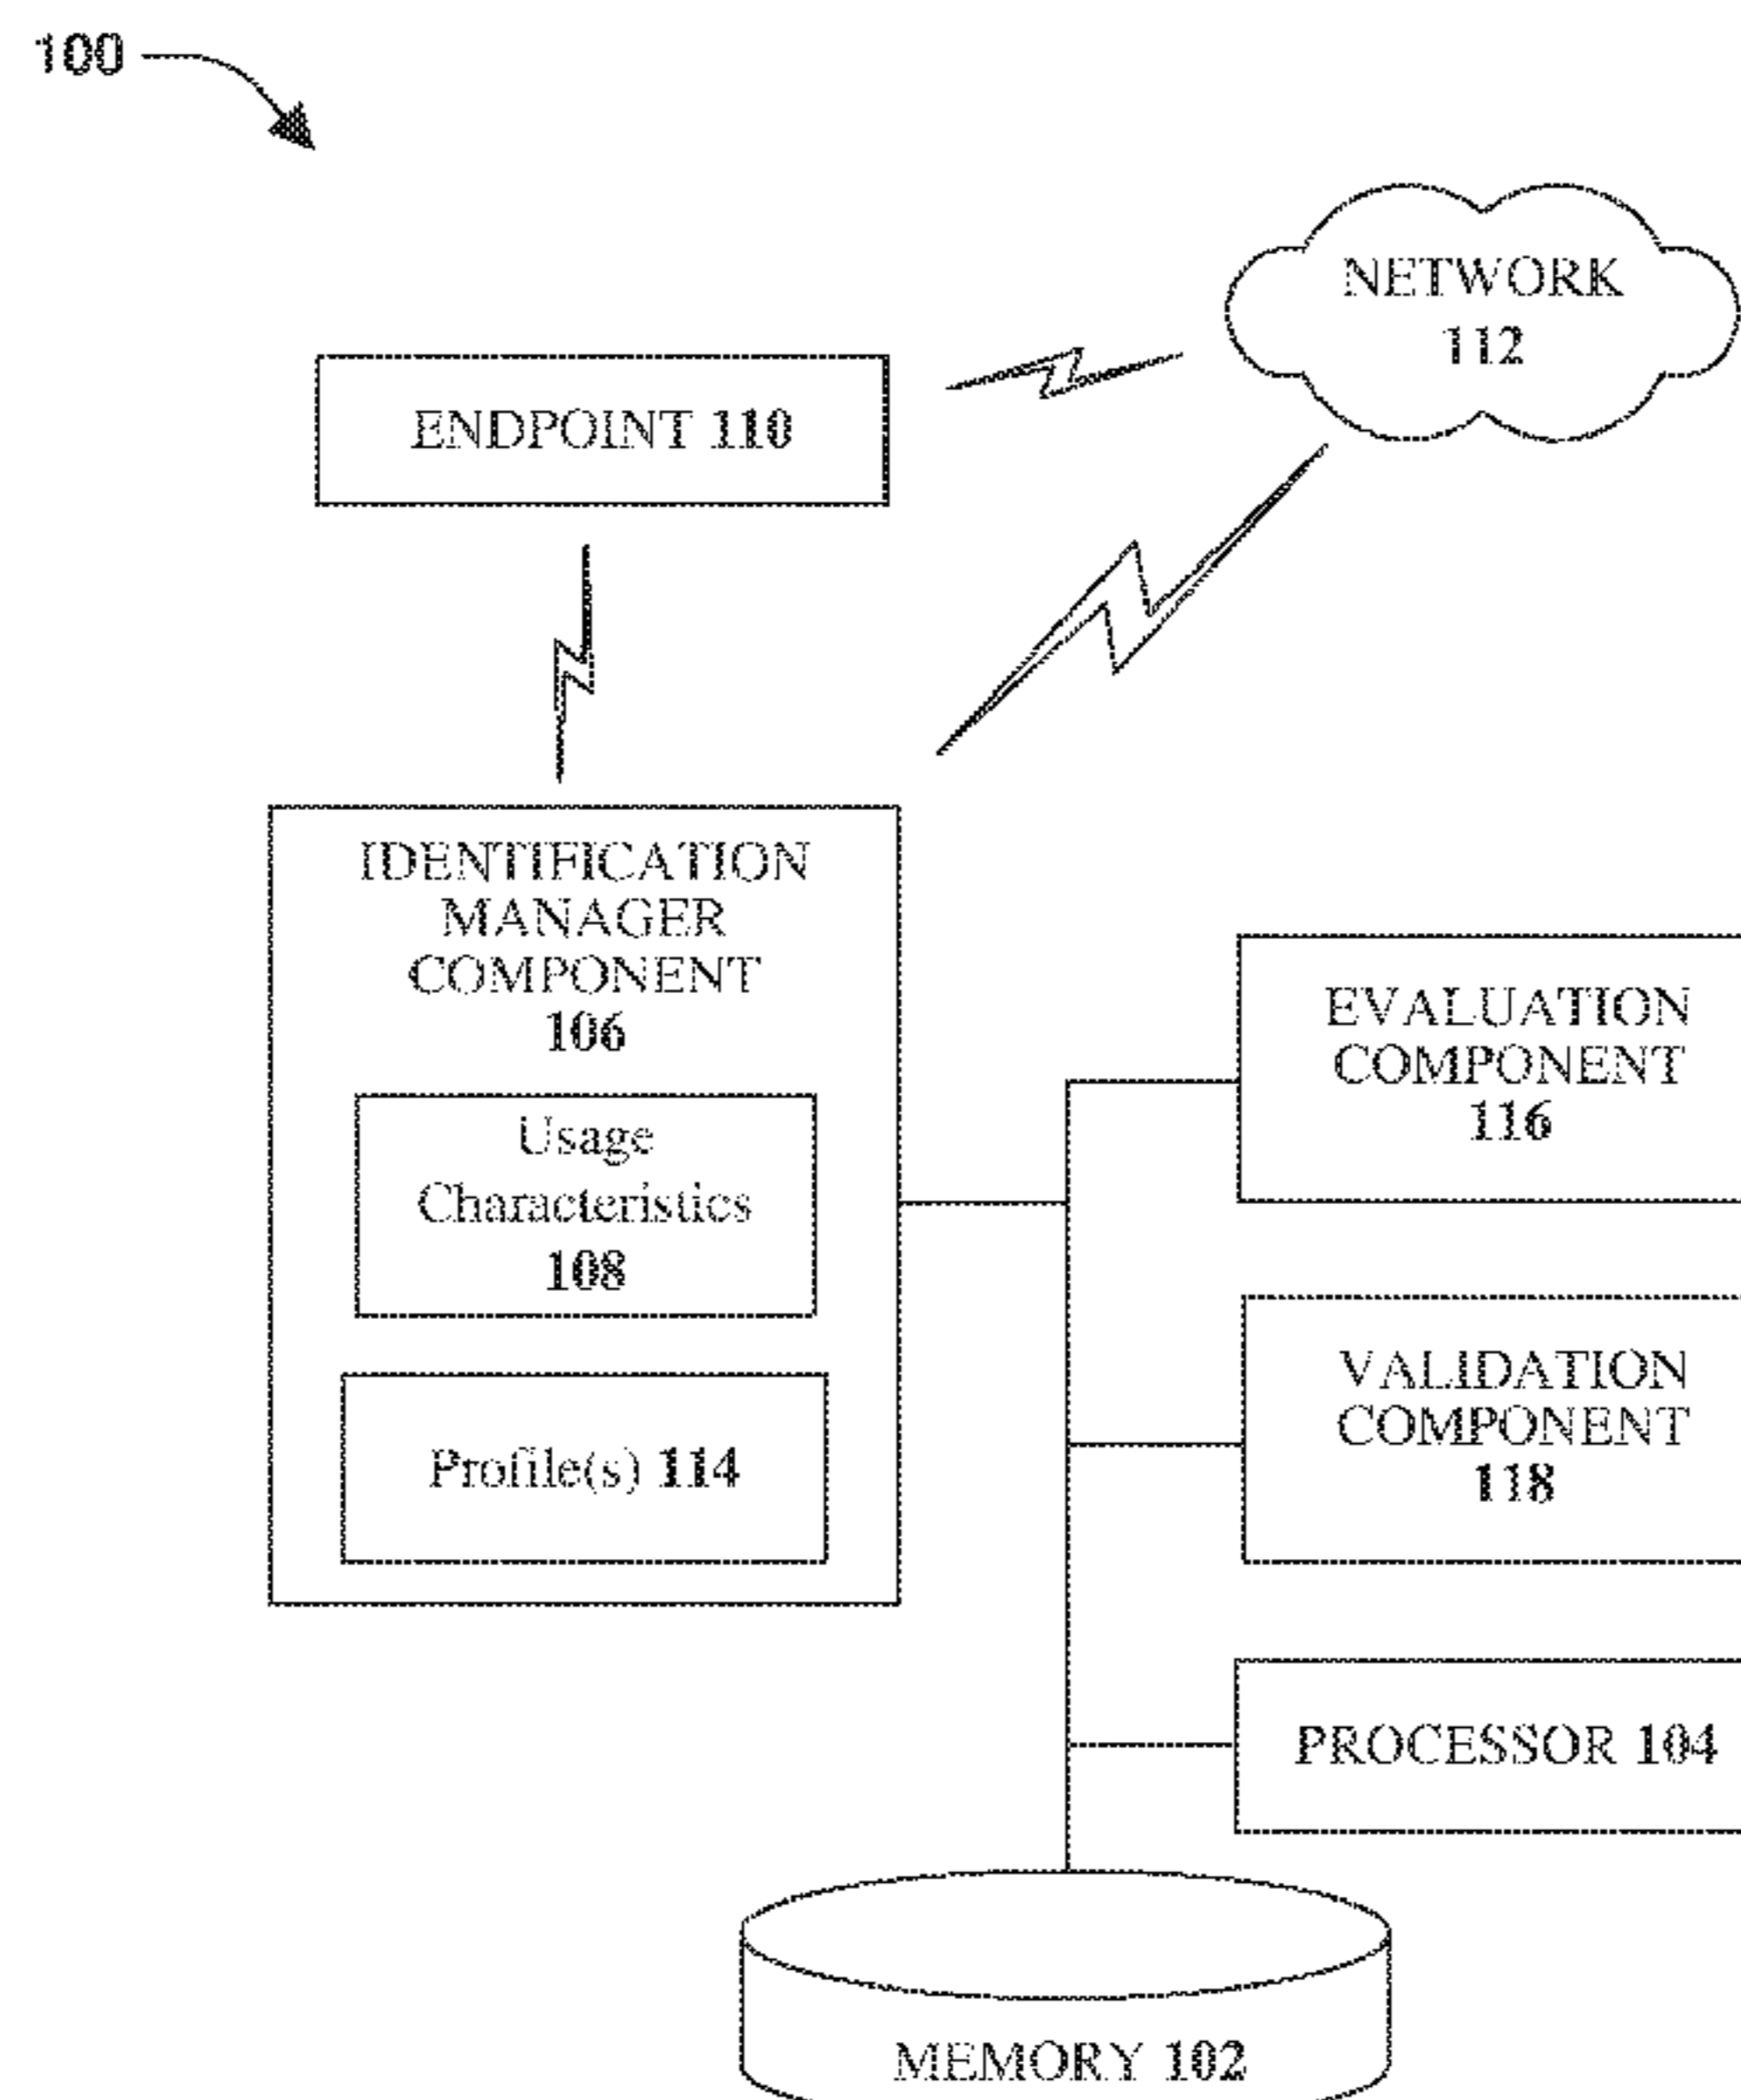 100
NETWORK
112
ENDPOINT 110
IDENTIFICATION
MANAGER
COMPONENT
106
Usage
Characteristics
108
Profile(s) 114
EVALUATION
COMPONENT
116
VALIDATION
COMPONENT
118
PROCESSOR 104
MEMORY 102